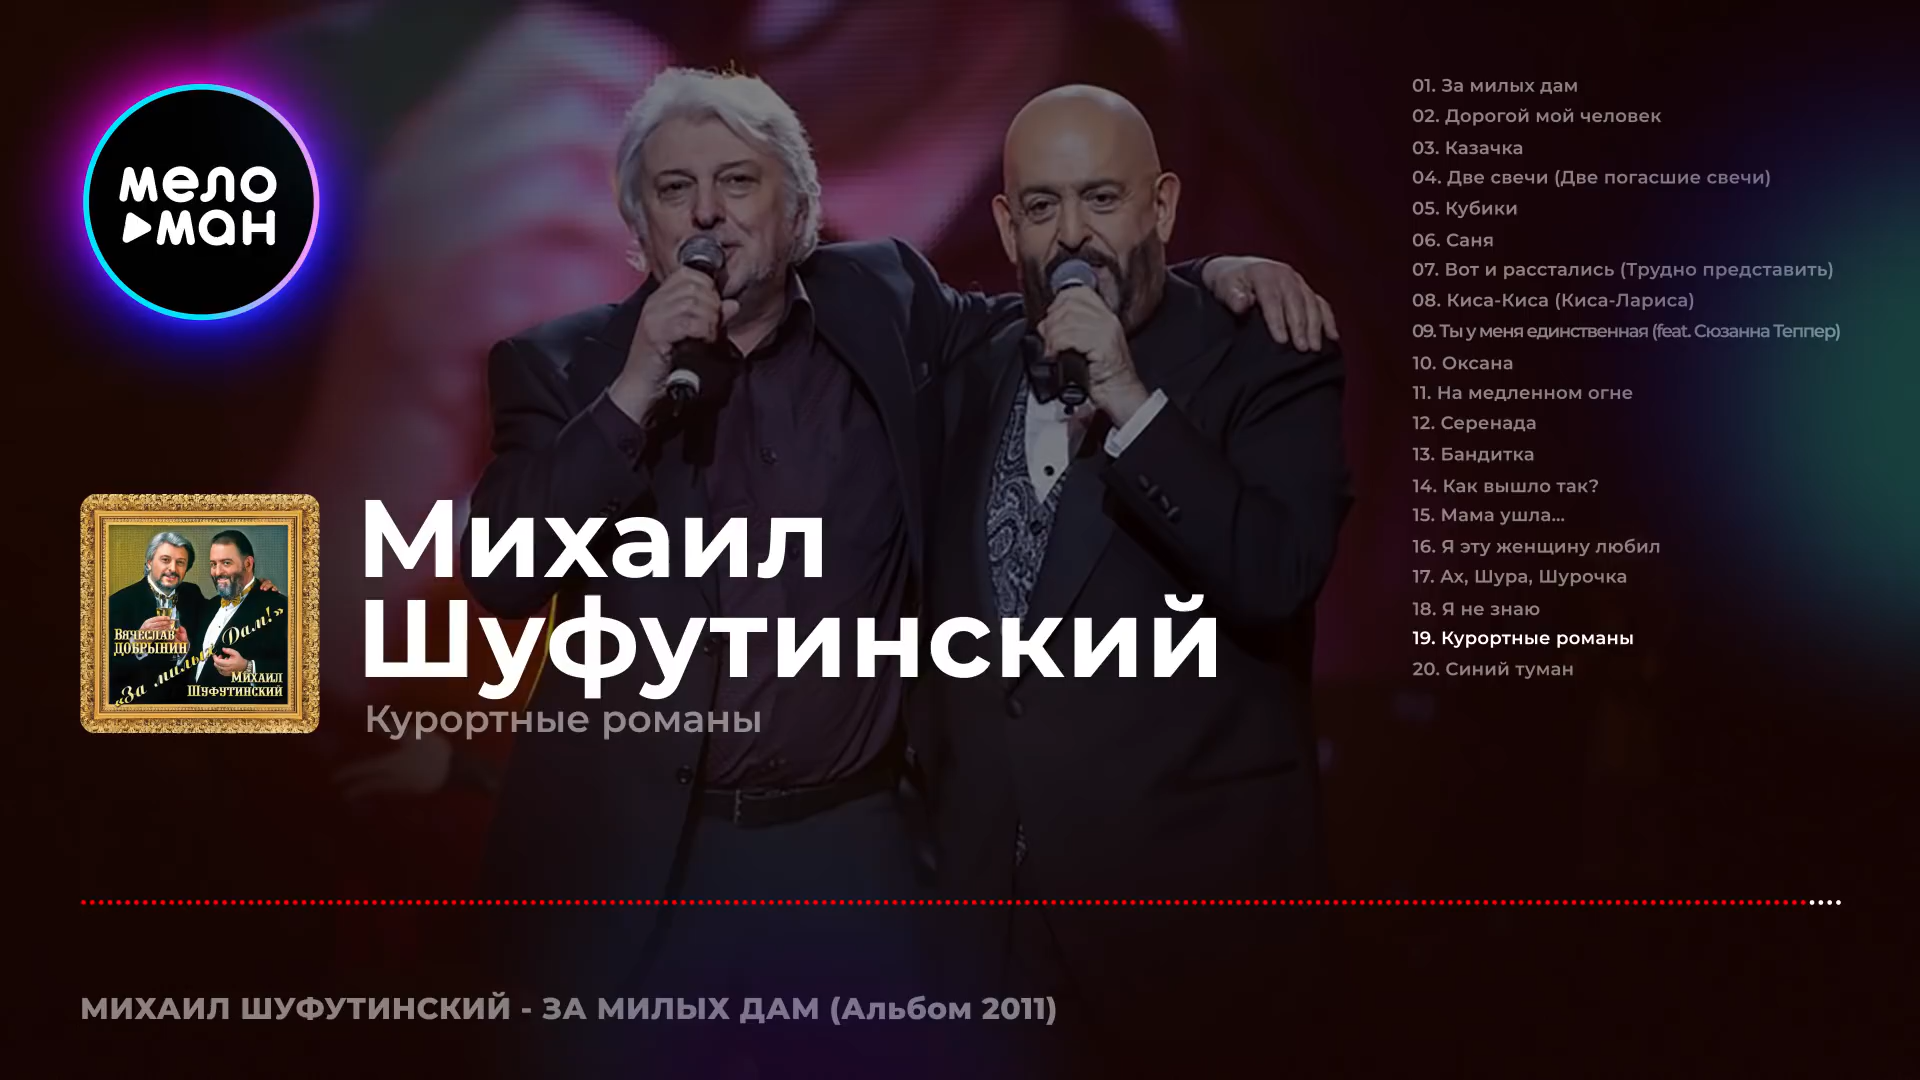 мело
ман
01. За милых дам
02. Дорогой мой человек
03. Казачка
04. Две свечи (Две погасшие свечи)
05. Кубики
06. Саня
07. Вот и расстались (Трудно представить)
08. Киса-Киса (Киса-Лариса)
09. Ты у меня единственная (feat. Сюзанна Теппер)
10. Оксана
11. На медленном огне
12. Серенада
13. Бандитка
14. Как вышло так?
15. Мама ушла...
16. Я эту женщину любил
17. Ах, Шура, Шурочка
18. Я не знаю
19. Курортные романы
20. Синий туман
Вячеслав
Добрынин
«За милых Дам!»
Михаил
Шуфутинский
Михаил
Шуфутинский
Курортные романы
МИХАИЛ ШУФУТИНСКИЙ - ЗА МИЛЫХ ДАМ (Альбом 2011)